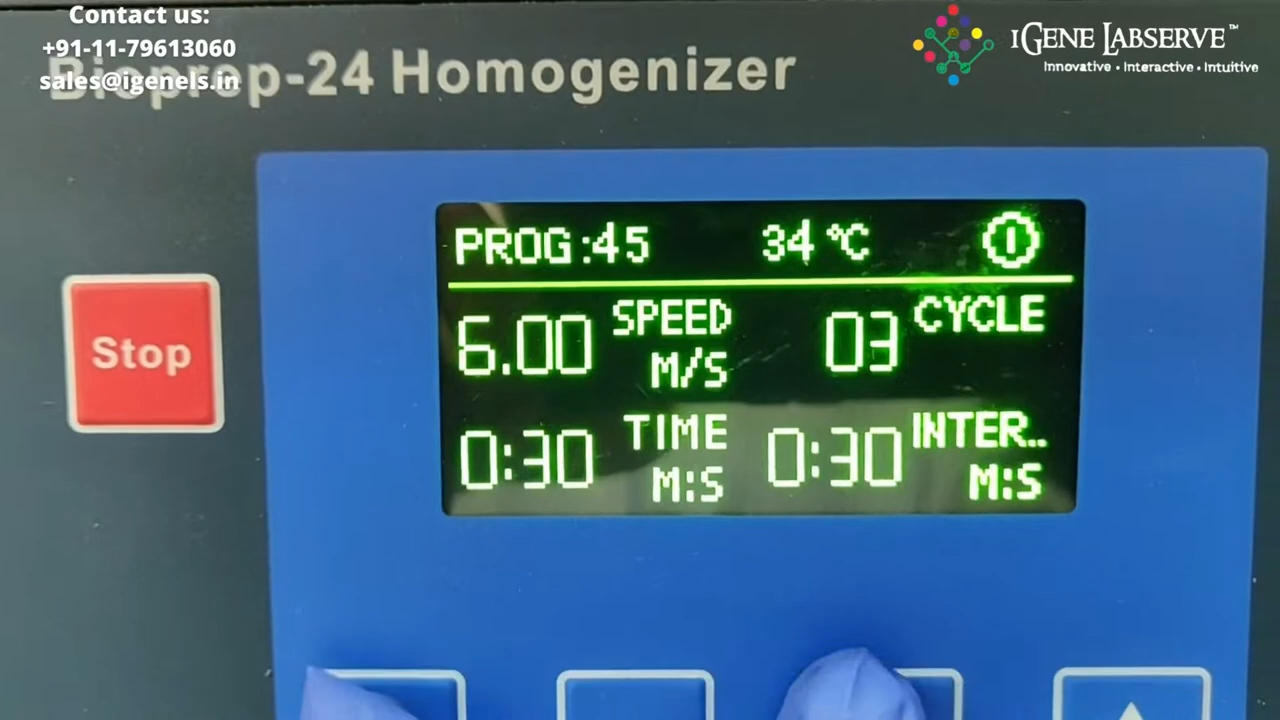 Contact us:
+91-11-79613060
sales@igenels.in
Bioprep-24 Homogenizer
iGENE LABSERVE™
Innovative • Interactive • Intuitive
PROG:45 34 °C
6.00 SPEED M/S 03 CYCLE
0:30 TIME M:S 0:30 INTER.. M:S
Stop